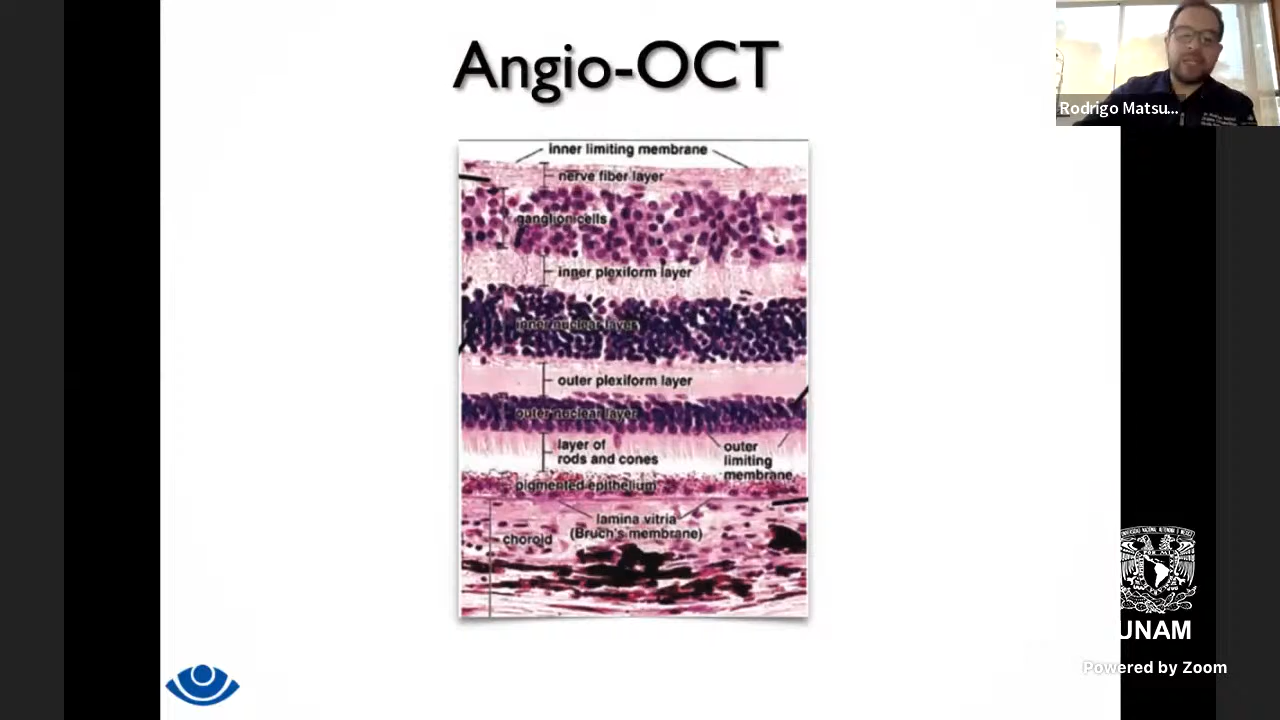 Angio-OCT
Rodrigo Matsu...
inner limiting membrane
nerve fiber layer
ganglion cells
inner plexiform layer
inner nuclear layer
outer plexiform layer
outer nuclear layer
layer of
rods and cones
outer
limiting
membrane
pigmented epithelium
lamina vitria
(Bruch's membrane)
choroid
UNAM
Powered by Zoom